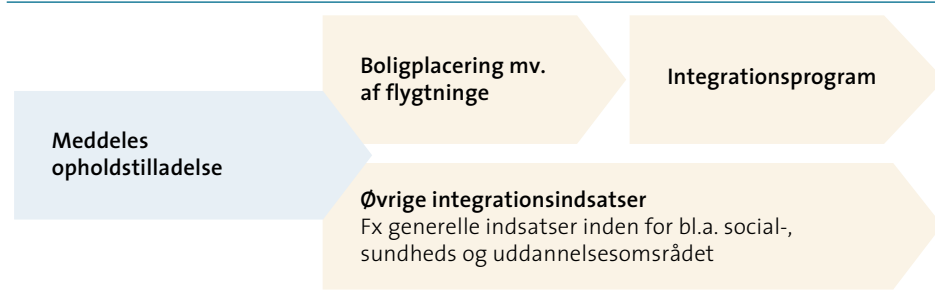 Meddeles
opholdstilladelse
Boligplacering mv.
af flygtninge
Integrationsprogram
Øvrige integrationsindsatser
Fx generelle indsatser inden for bl.a. social-,
sundheds og uddannelsesområdet